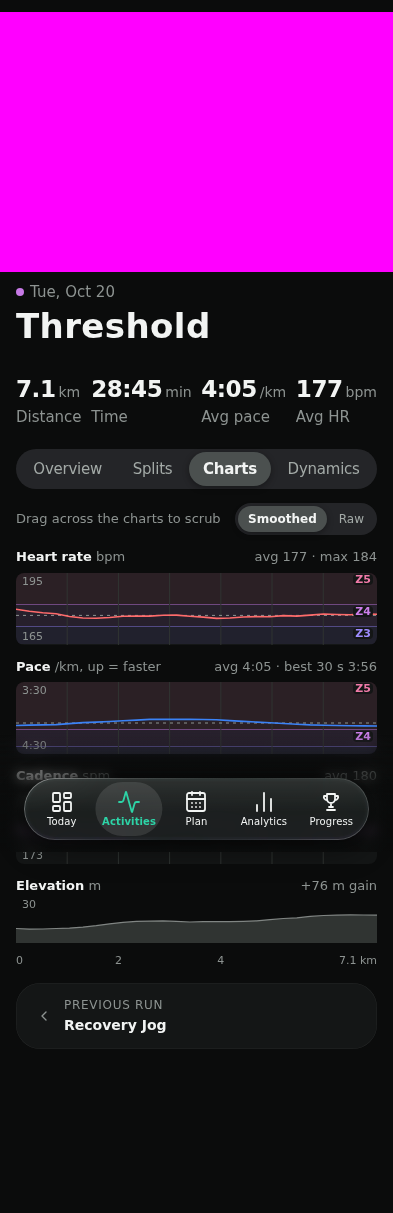 Tue, Oct 20
Threshold
7.1 km 28:45 min 4:05 /km 177 bpm
Distance Time Avg pace Avg HR
Overview Splits Charts Dynamics
Drag across the charts to scrub Smoothed Raw
Heart rate bpm avg 177 · max 184
195 Z5
Z4
165 Z3
Pace /km, up = faster avg 4:05 · best 30 s 3:56
3:30 Z5
4:30 Z4
Cadence spm avg 180
Today Activities Plan Analytics Progress
173
Elevation m +76 m gain
30
0 2 4 7.1 km
PREVIOUS RUN
Recovery Jog